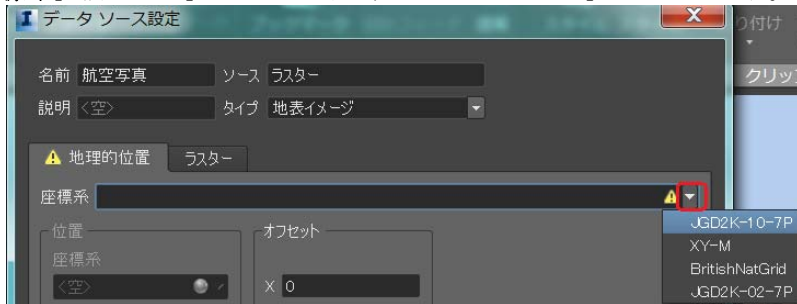 データ ソース設定
り付け
名前 航空写真 ソース ラスター
クリッ
説明 <空> タイプ 地表イメージ
地理的位置 ラスター
座標系
位置 オフセット
座標系
<空> X 0
JGD2K-10-7P
XY-M
BritishNatGrid
JGD2K-02-7P